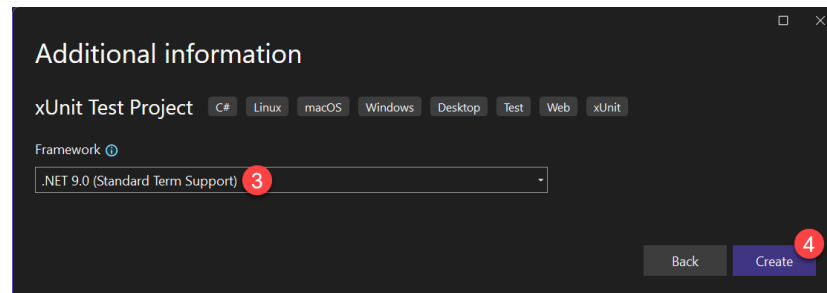 Additional information
xUnit Test Project C# Linux macOS Windows Desktop Test Web xUnit
Framework
.NET 9.0 (Standard Term Support) 3
4
Back Create